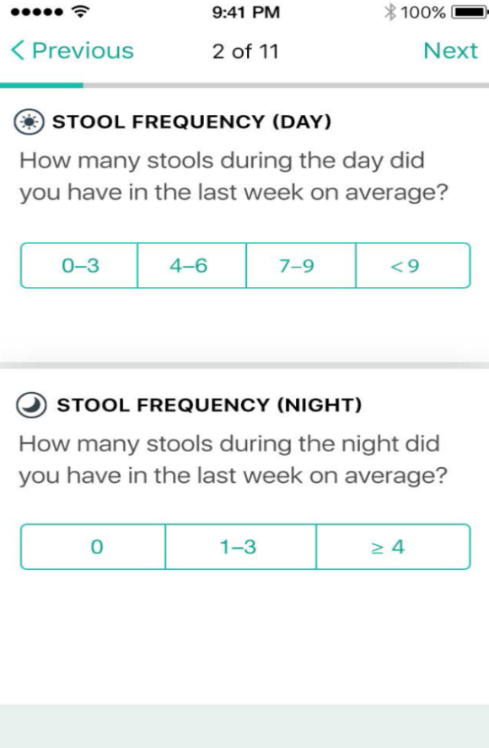 9:41 PM 100%
Previous 2 of 11 Next
STOOL FREQUENCY (DAY)
How many stools during the day did
you have in the last week on average?
0–3 4–6 7–9 <9
STOOL FREQUENCY (NIGHT)
How many stools during the night did
you have in the last week on average?
0 1–3 ≥ 4